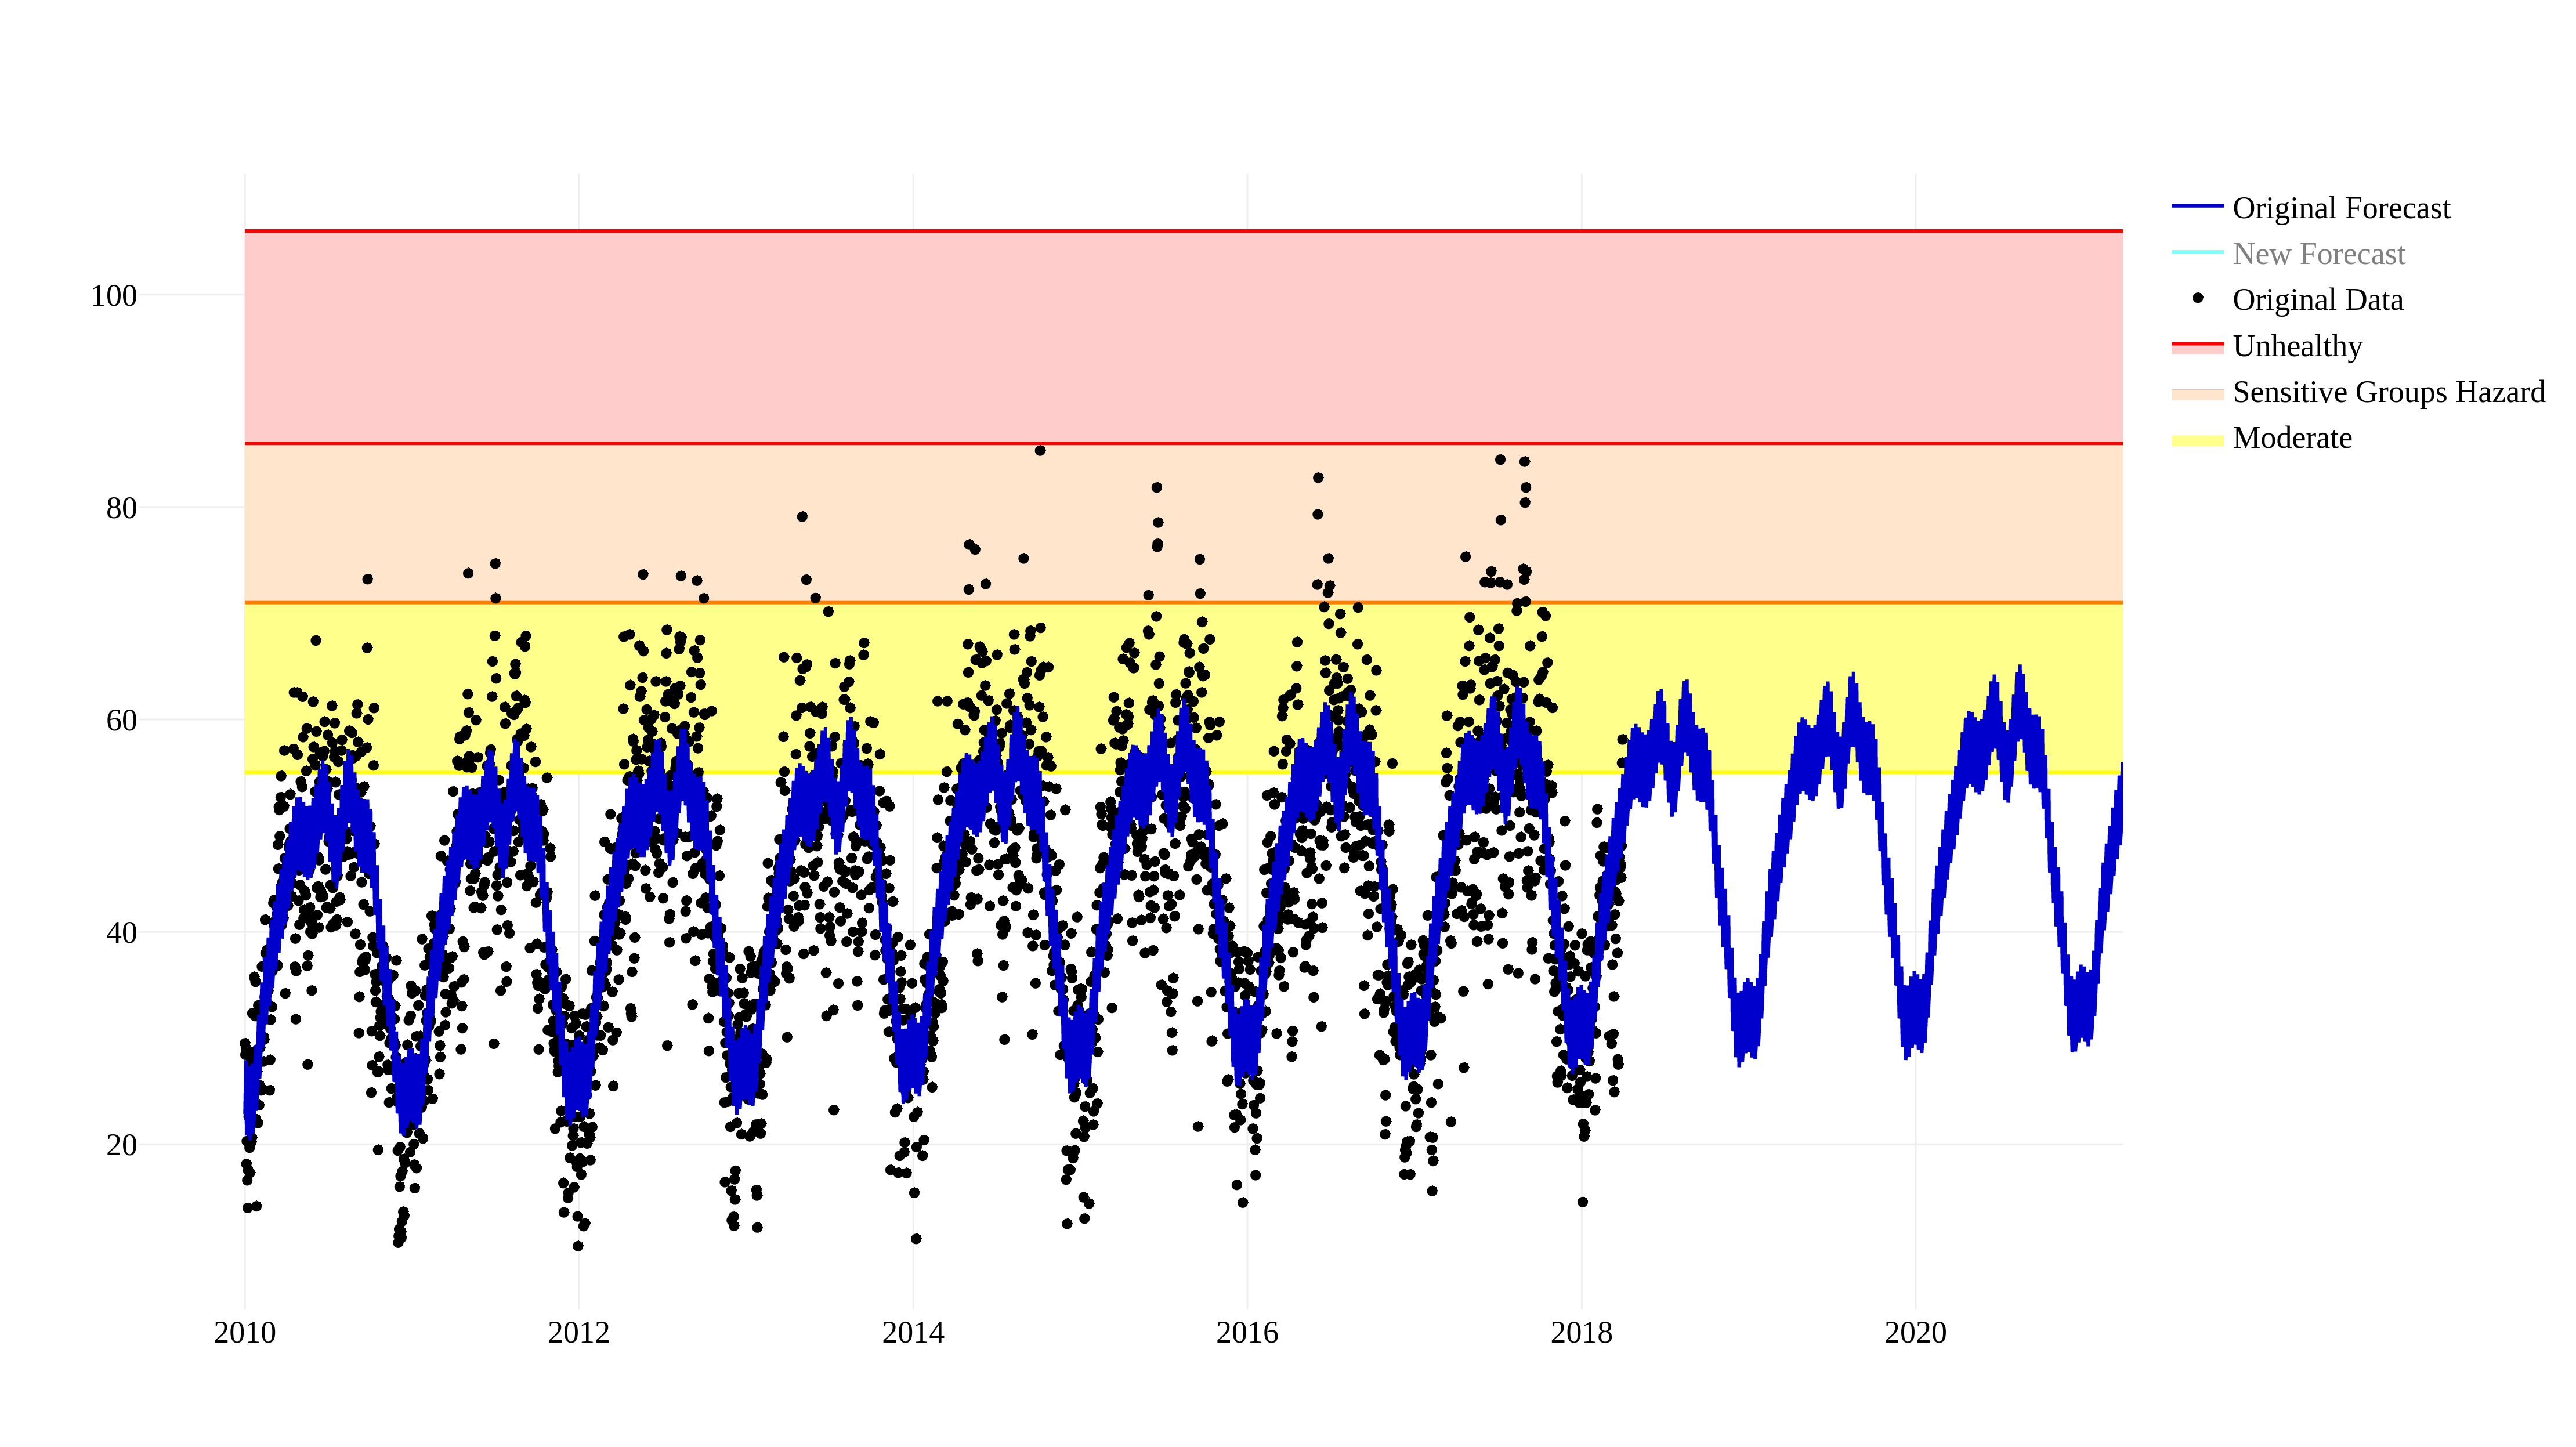 Original Forecast
New Forecast
Original Data
Unhealthy
Sensitive Groups Hazard
Moderate
100
80
60
40
20
2010 2012 2014 2016 2018 2020